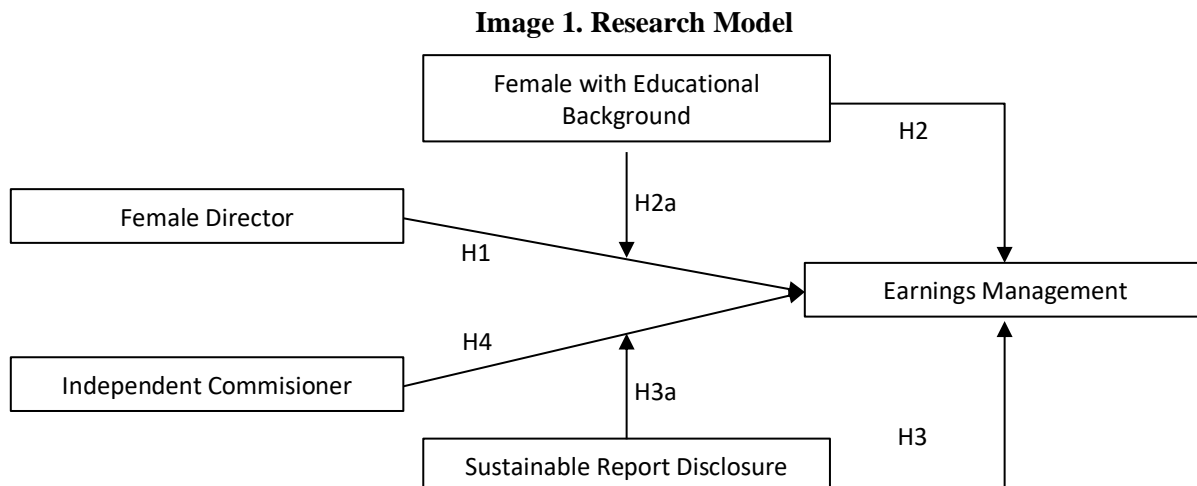 Image 1. Research Model
Female with Educational
Background
H2
H2a
Female Director
H1
Earnings Management
H4
Independent Commisioner
H3a
H3
Sustainable Report Disclosure